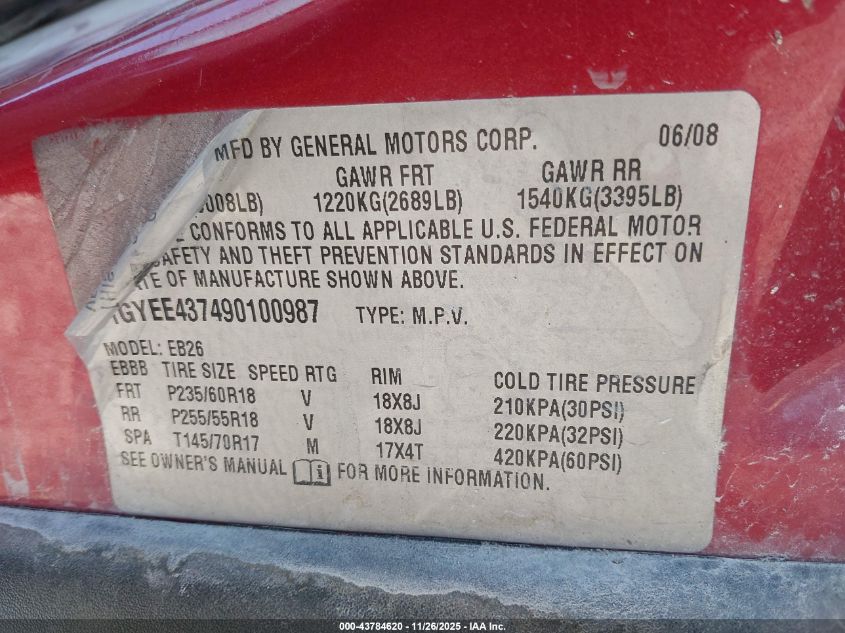 MFD BY GENERAL MOTORS CORP. 06/08
GAWR FRT GAWR RR
008LB) 1220KG(2689LB) 1540KG(3395LB)
CONFORMS TO ALL APPLICABLE U.S. FEDERAL MOTOR
SAFETY AND THEFT PREVENTION STANDARDS IN EFFECT ON
TE OF MANUFACTURE SHOWN ABOVE.
1GYEE437490100987 TYPE: M.P.V.
MODEL: EB26
EBBB TIRE SIZE SPEED RTG RIM COLD TIRE PRESSURE
FRT P235/60R18 V 18X8J 210KPA(30PSI)
RR P255/55R18 V 18X8J 220KPA(32PSI)
SPA T145/70R17 M 17X4T 420KPA(60PSI)
SEE OWNER'S MANUAL FOR MORE INFORMATION.
000-43784620 - 11/26/2025 - IAA Inc.